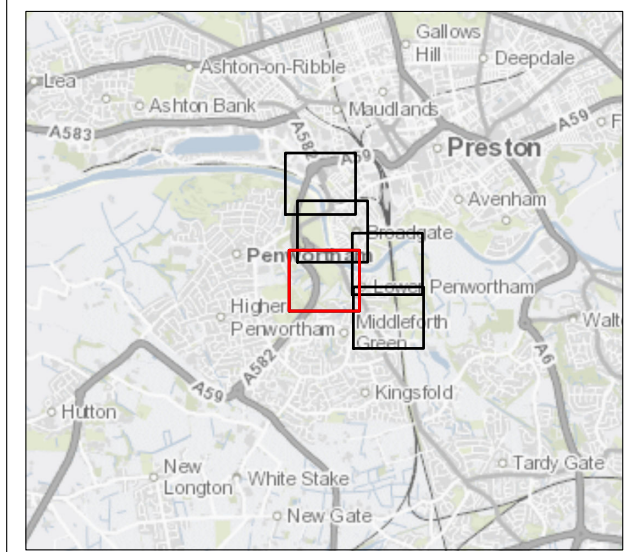 Gallows
Hill
Deepdale
Ashton-on-Ribble
Lea
Ashton Bank
Maudlands
A583
A582
A59
A59
F
Preston
Avenham
Broadgate
Penwortham
Lower Penwortham
Higher
Penwortham
Middleforth
Green
Walt
A6
A582
A59
Kingsfold
Hutton
New
Longton
White Stake
Tardy Gate
New Gate